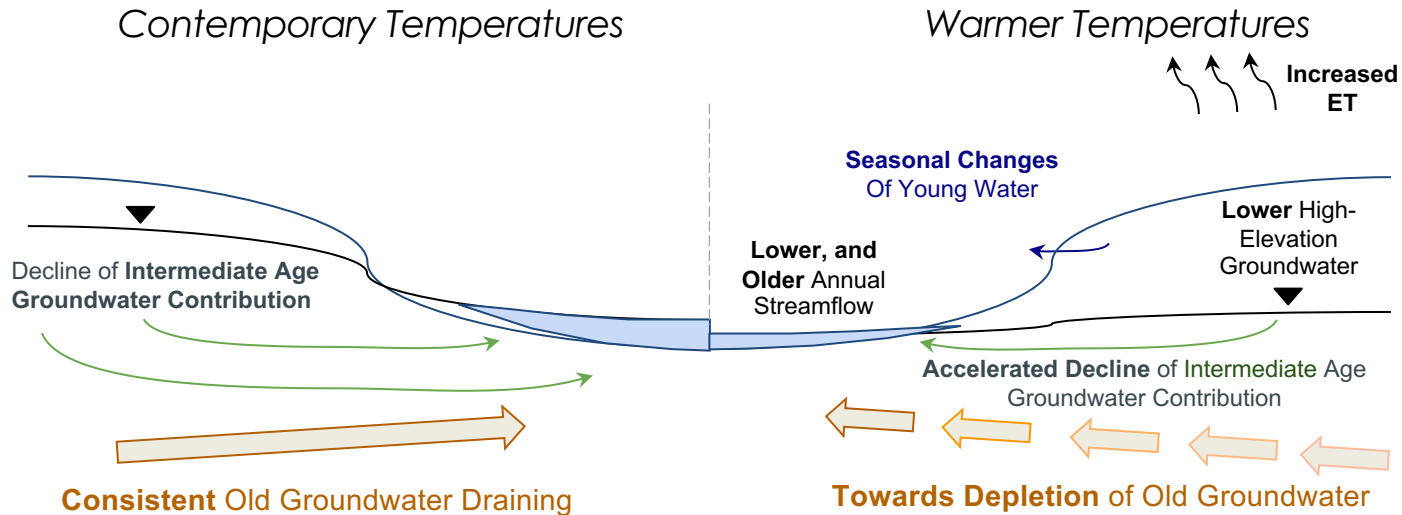 Contemporary Temperatures
Warmer Temperatures
Increased
ET
Seasonal Changes
Of Young Water
Lower High-
Elevation
Groundwater
Lower, and
Older Annual
Streamflow
Decline of Intermediate Age
Groundwater Contribution
Accelerated Decline of Intermediate Age
Groundwater Contribution
Consistent Old Groundwater Draining
Towards Depletion of Old Groundwater